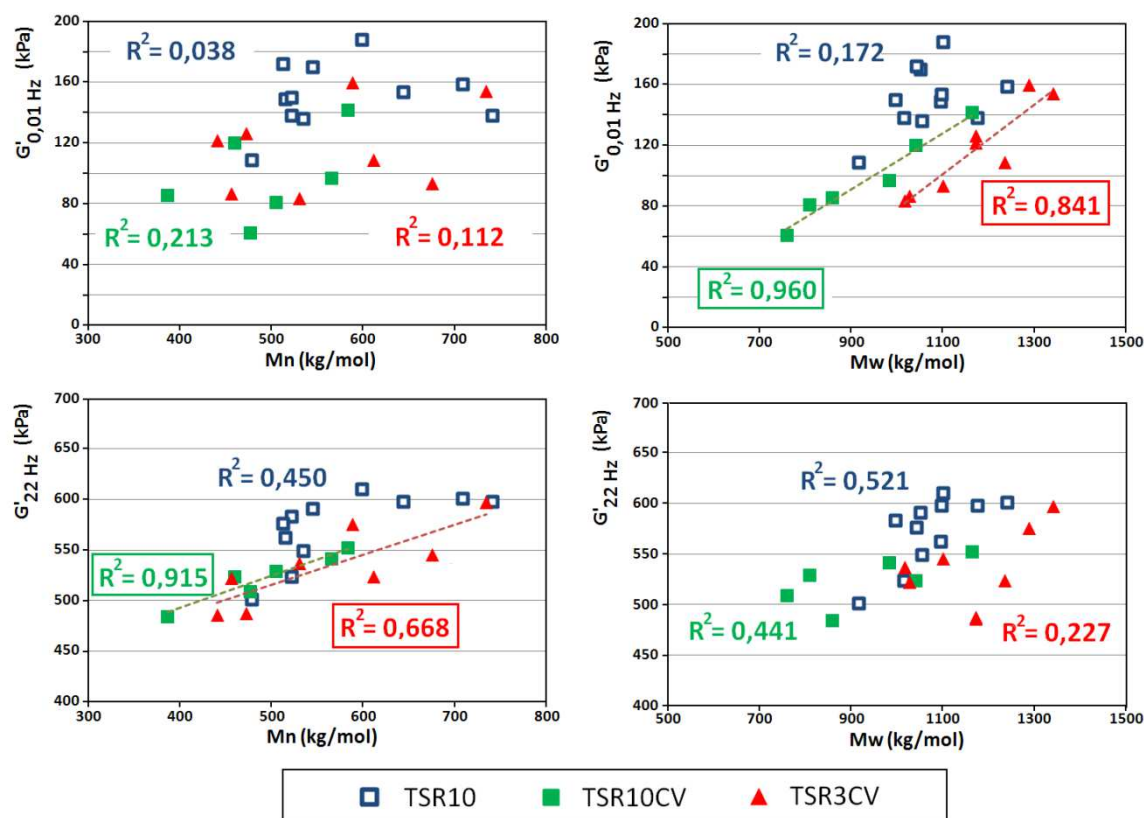 G'0,01 Hz (kPa)
200
160
120
80
40
0
300 400 500 600 700 800
Mn (kg/mol)
R²= 0,038
R²= 0,213
R²= 0,112
G'0,01 Hz (kPa)
200
160
120
80
40
0
500 700 900 1100 1300 1500
Mw (kg/mol)
R²= 0,172
R²= 0,841
R²= 0,960
G'22 Hz (kPa)
700
650
600
550
500
450
400
300 400 500 600 700 800
Mn (kg/mol)
R²= 0,450
R²= 0,915
R²= 0,668
G'22 Hz (kPa)
700
650
600
550
500
450
400
500 700 900 1100 1300 1500
Mw (kg/mol)
R²= 0,521
R²= 0,441
R²= 0,227
TSR10 TSR10CV TSR3CV